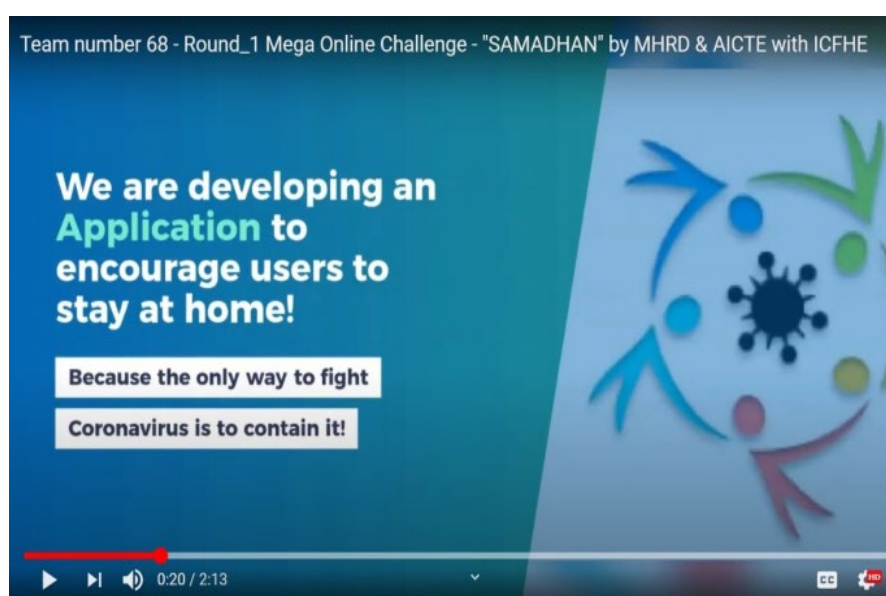 Team number 68 - Round_1 Mega Online Challenge - "SAMADHAN" by MHRD & AICTE with ICFHE
We are developing an
Application to
encourage users to
stay at home!
Because the only way to fight
Coronavirus is to contain it!
0:20 / 2:13
CC
HD